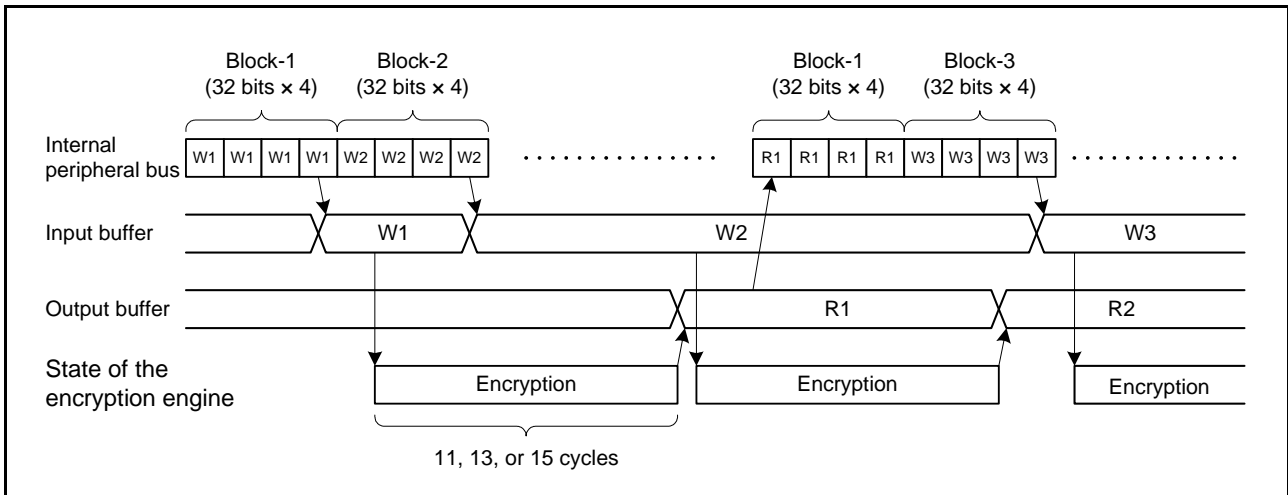 Block-1 Block-2 Block-1 Block-3
(32 bits × 4) (32 bits × 4) (32 bits × 4) (32 bits × 4)
Internal
peripheral bus
W1 W1 W1 W1 W2 W2 W2 W2 R1 R1 R1 R1 W3 W3 W3 W3
Input buffer W1 W2 W3
Output buffer R1 R2
State of the
encryption engine
Encryption Encryption Encryption
11, 13, or 15 cycles